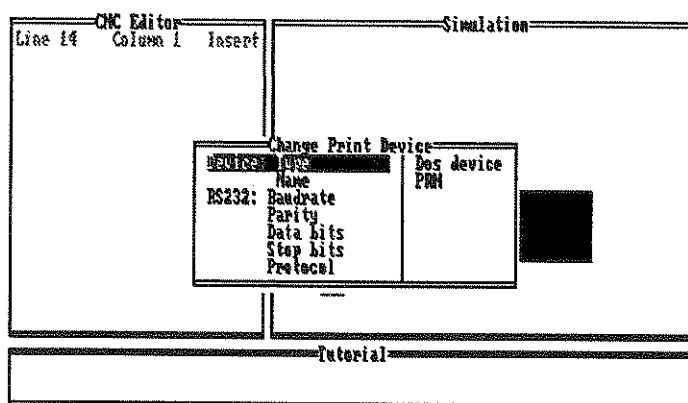 CNC Editor
Simulation
Line 14 Column 1 Insert
Change Print Device
Device: Type Dos device
Name PRN
RS232: Baudrate
Parity
Data bits
Stop bits
Protocol
Tutorial